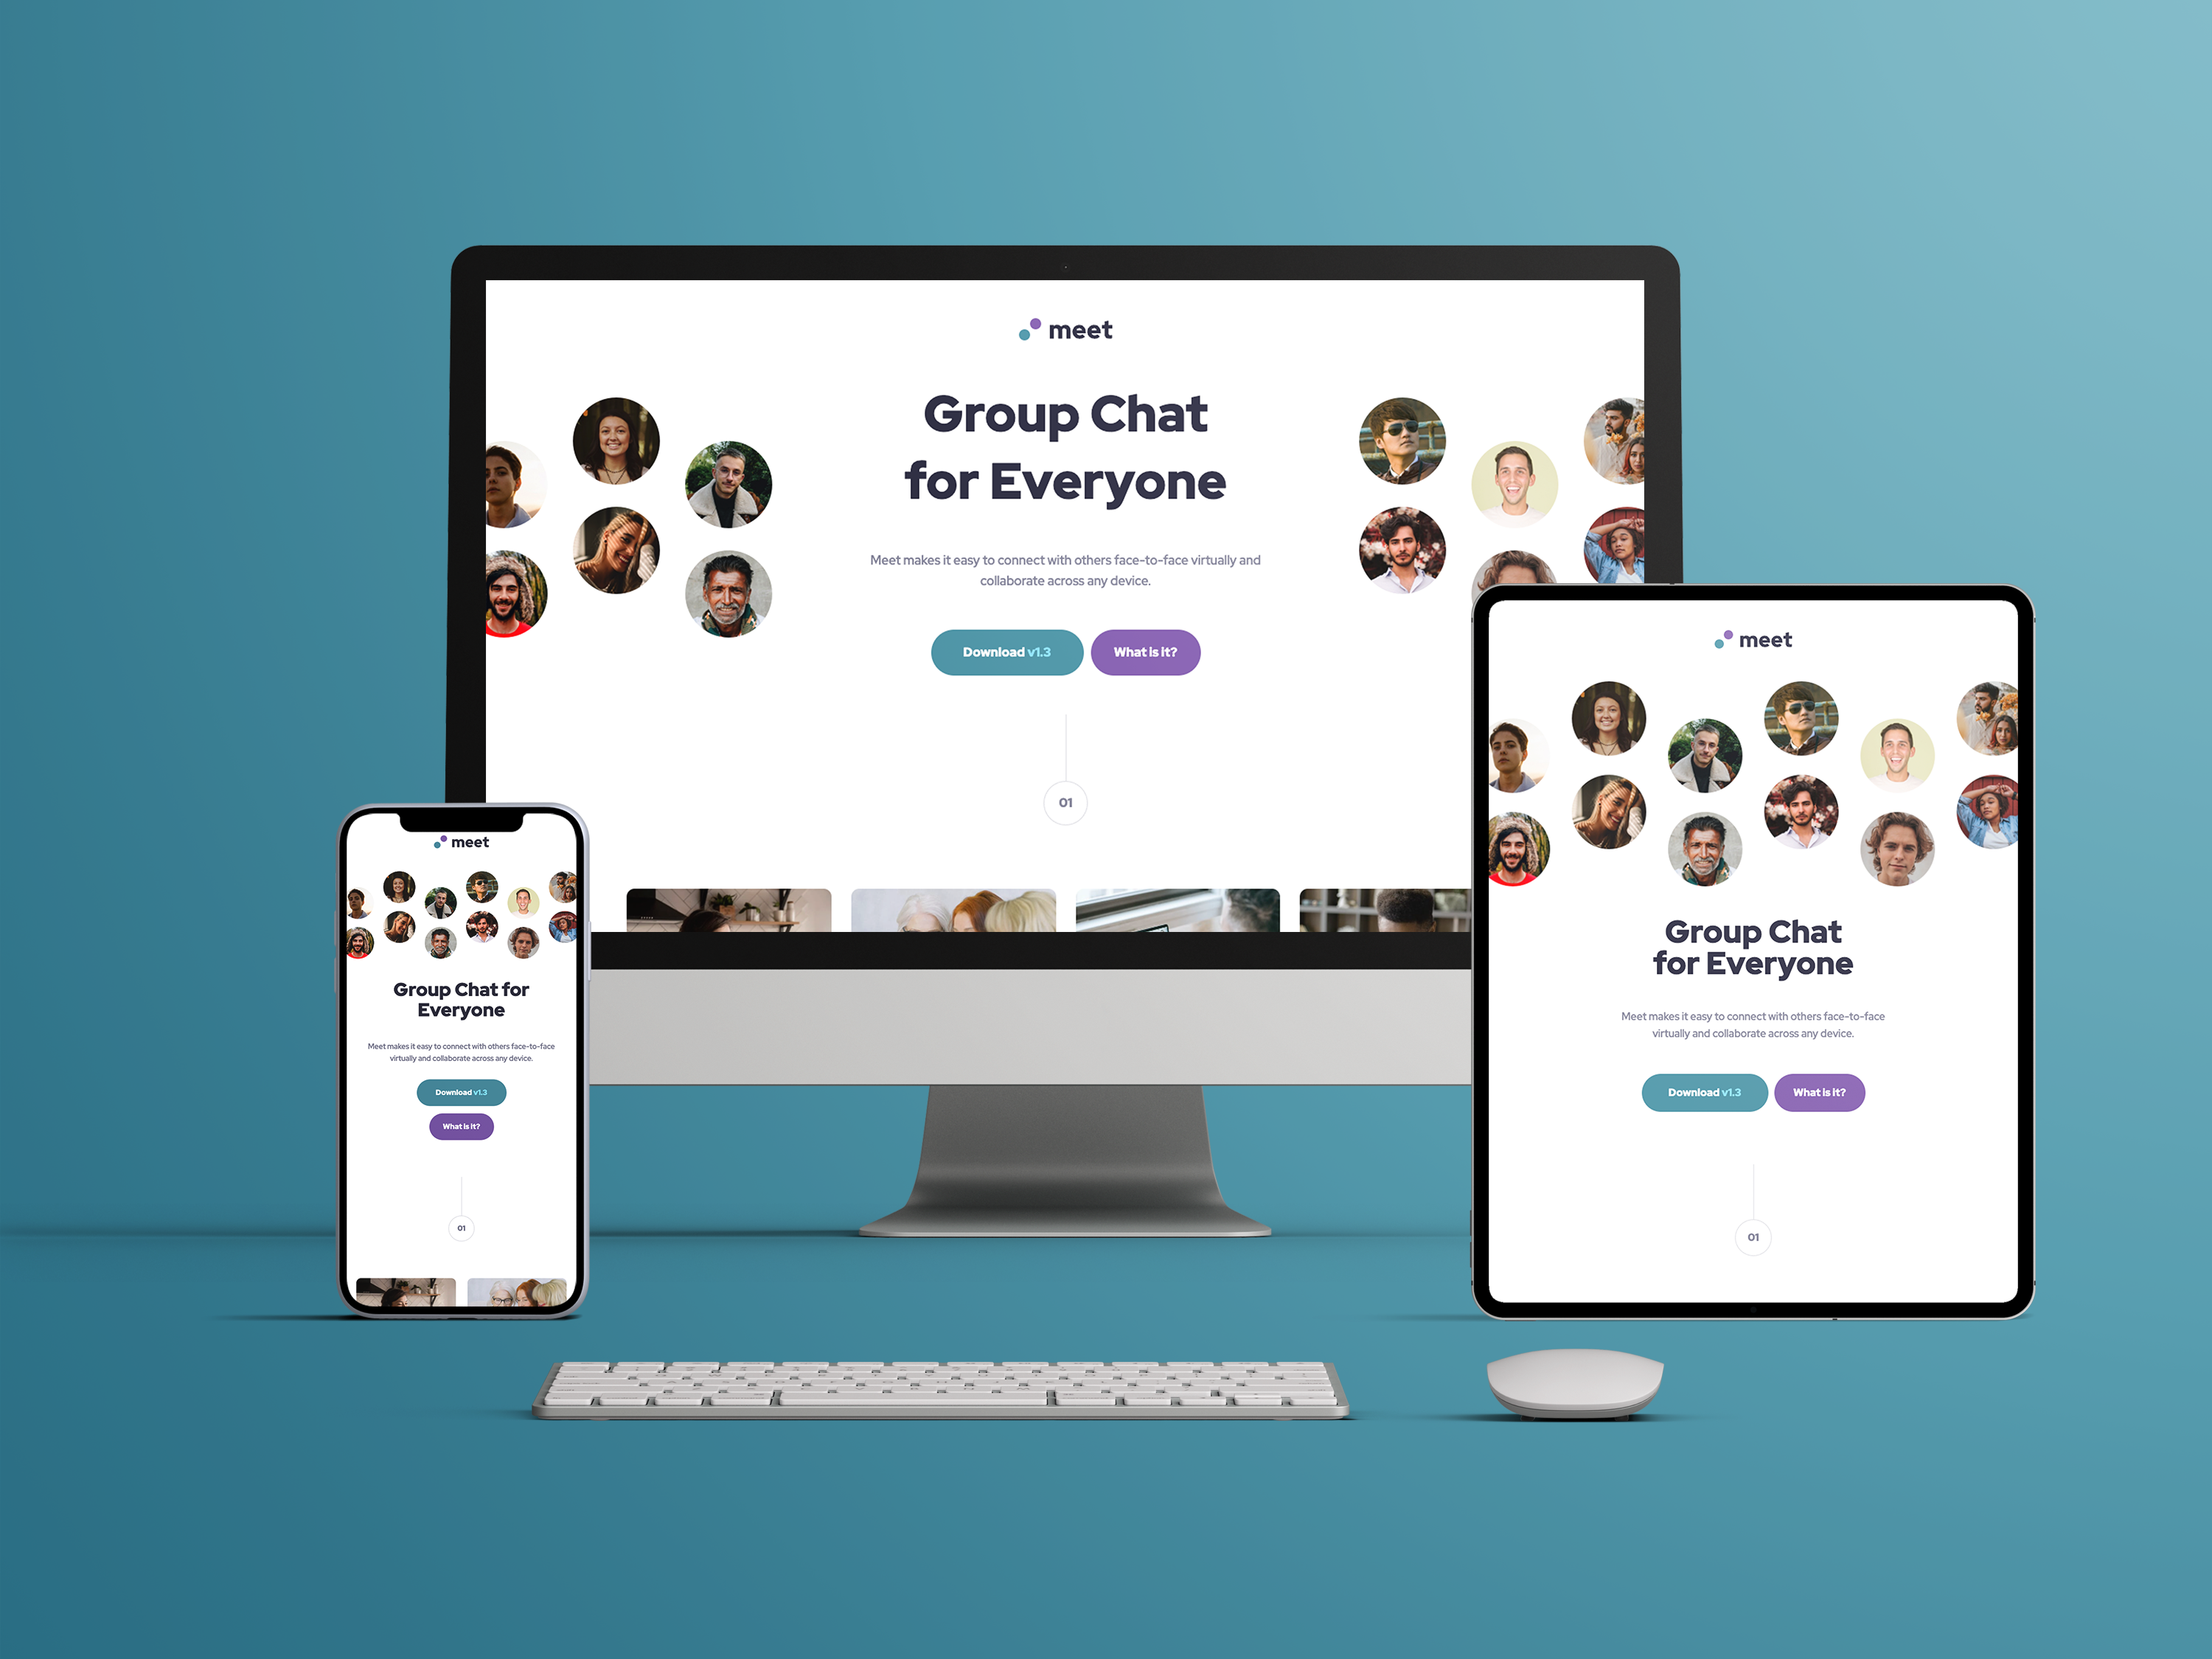 meet
Group Chat
for Everyone
Meet makes it easy to connect with others face-to-face virtually and
collaborate across any device.
Download v1.3
What is it?
01
meet
Group Chat for
Everyone
Meet makes it easy to connect with others face-to-face
virtually and collaborate across any device.
Download v1.3
What is it?
01
meet
Group Chat
for Everyone
Meet makes it easy to connect with others face-to-face
virtually and collaborate across any device.
Download v1.3
What is it?
01